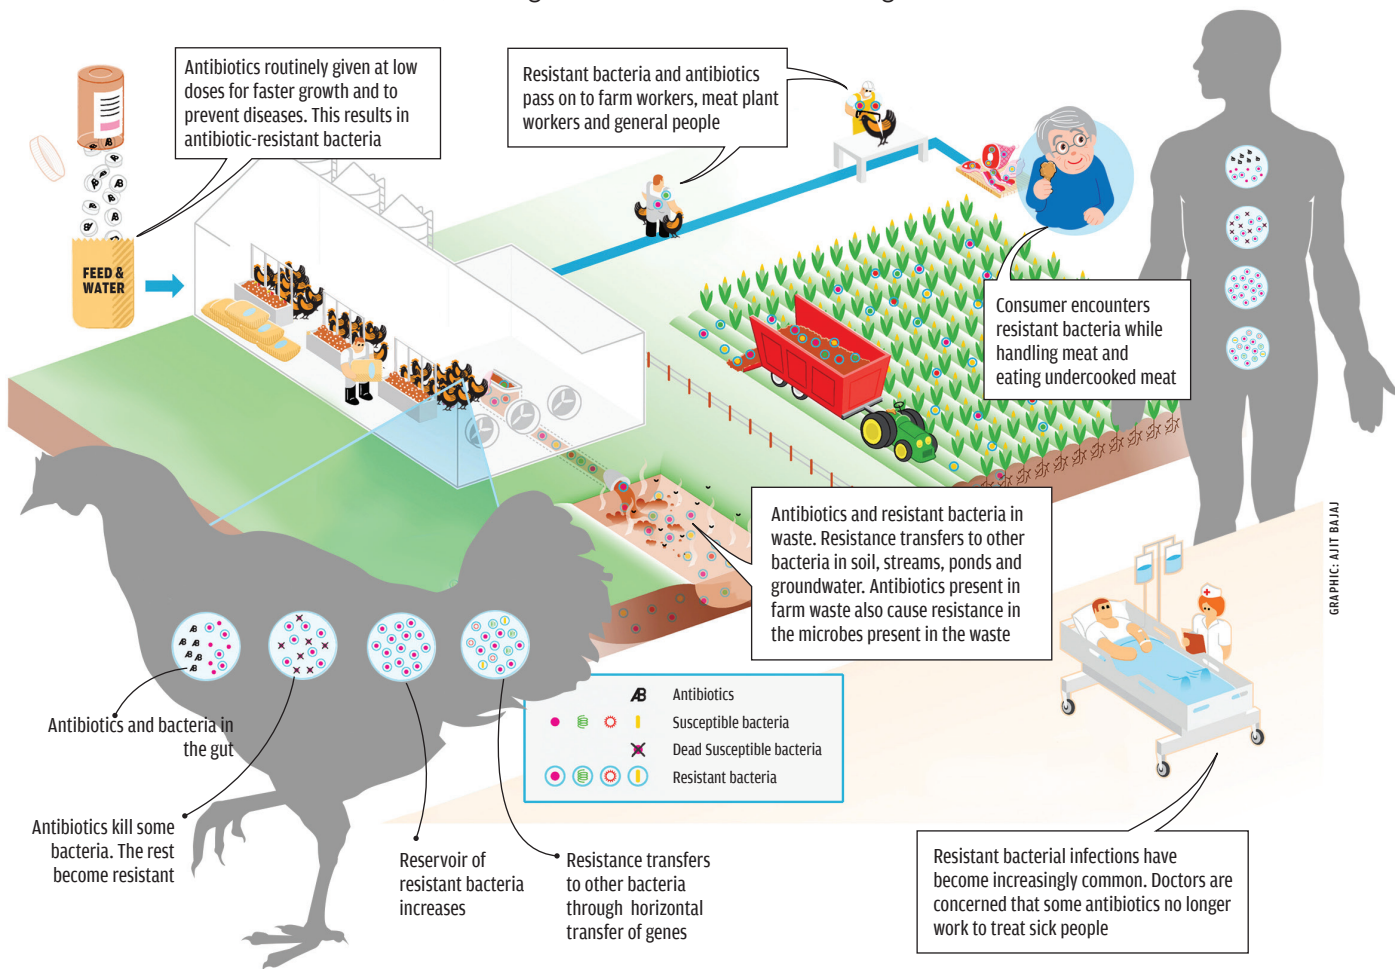 Antibiotics routinely given at low
doses for faster growth and to
prevent diseases. This results in
antibiotic-resistant bacteria
Resistant bacteria and antibiotics
pass on to farm workers, meat plant
workers and general people
FEED &
WATER
Consumer encounters
resistant bacteria while
handling meat and
eating undercooked meat
Antibiotics and resistant bacteria in
waste. Resistance transfers to other
bacteria in soil, streams, ponds and
groundwater. Antibiotics present in
farm waste also cause resistance in
the microbes present in the waste
GRAPHIC: AJIT BAJAJ
AB Antibiotics
Susceptible bacteria
Dead Susceptible bacteria
Resistant bacteria
Antibiotics and bacteria in
the gut
Antibiotics kill some
bacteria. The rest
become resistant
Reservoir of
resistant bacteria
increases
Resistance transfers
to other bacteria
through horizontal
transfer of genes
Resistant bacterial infections have
become increasingly common. Doctors are
concerned that some antibiotics no longer
work to treat sick people